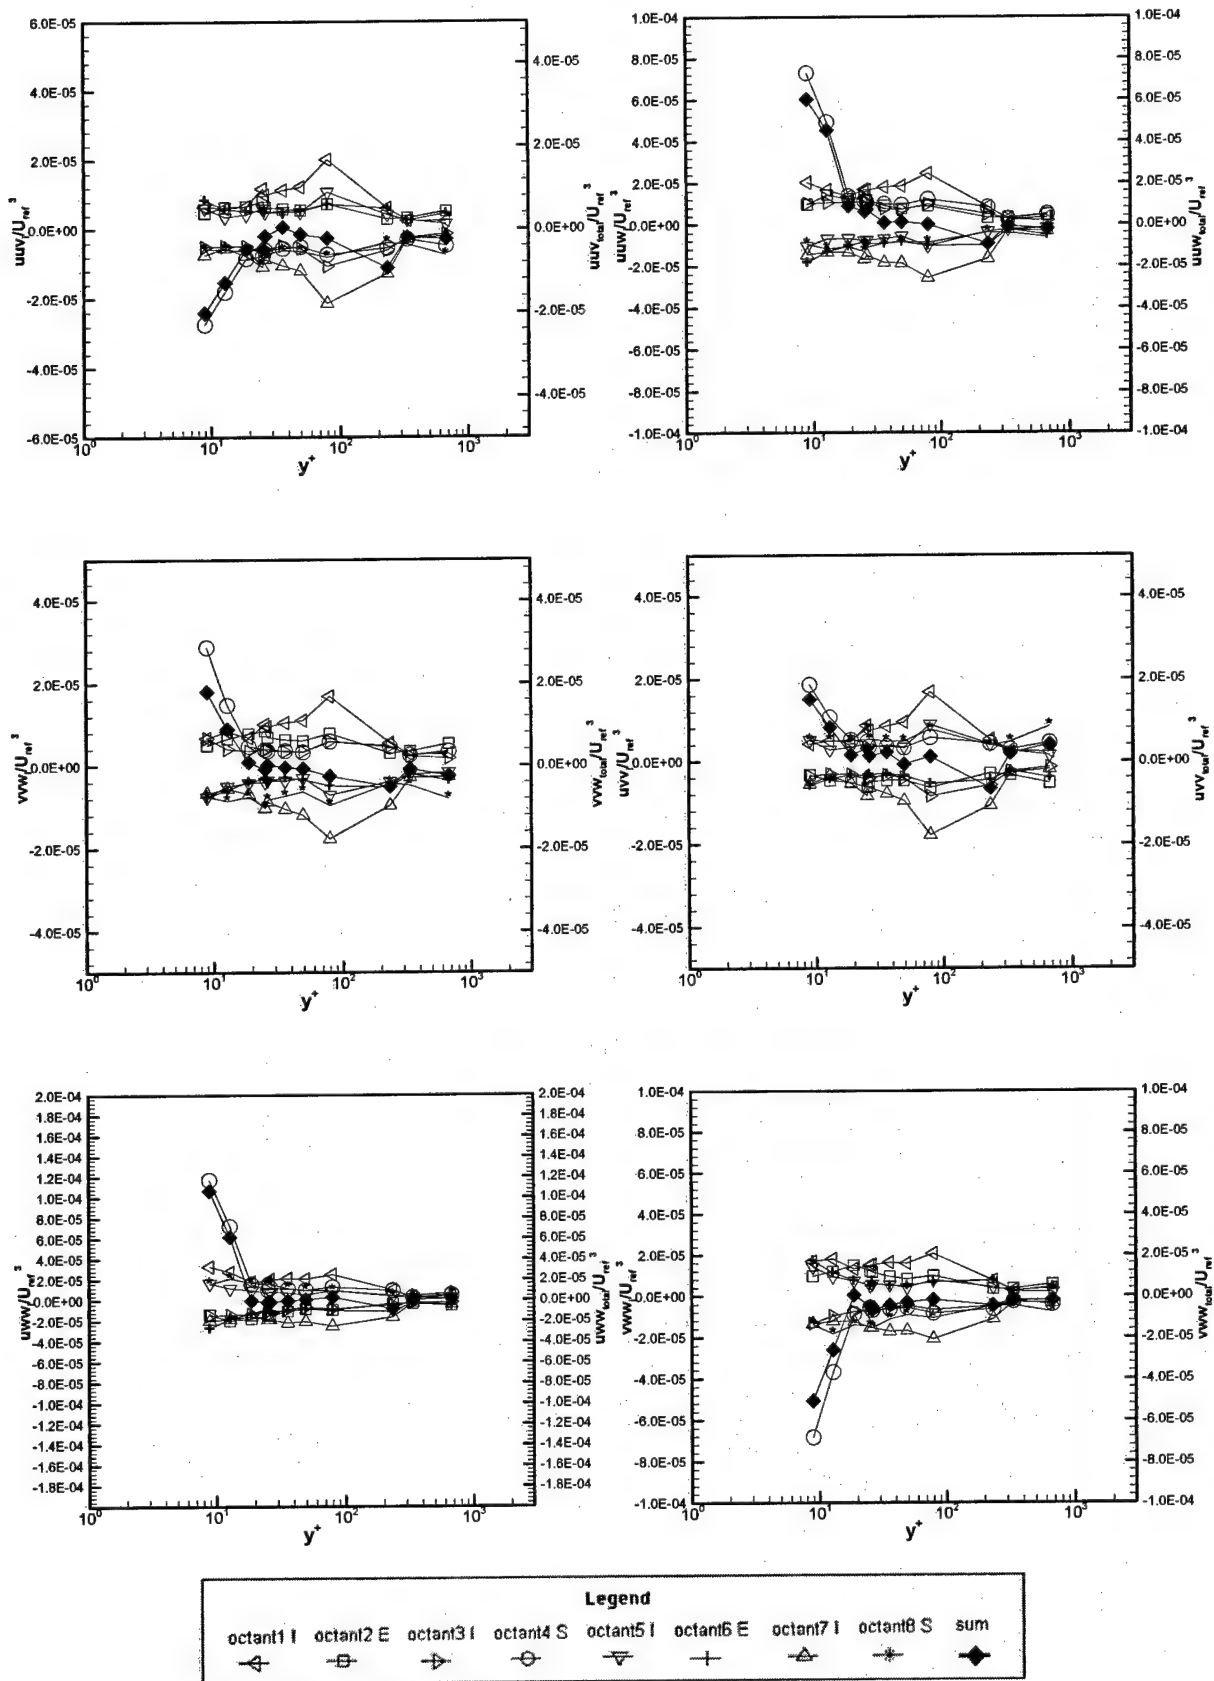 6.0E-05
4.0E-05
2.0E-05
0.0E+00
-2.0E-05
-4.0E-05
-6.0E-05
uuv/U_ref^3
10^0
10^1
10^2
10^3
y+
4.0E-05
2.0E-05
0.0E+00
-2.0E-05
-4.0E-05
uuv_total/U_ref^3
1.0E-04
8.0E-05
6.0E-05
4.0E-05
2.0E-05
0.0E+00
-2.0E-05
-4.0E-05
-6.0E-05
-8.0E-05
-1.0E-04
uuw/U_ref^3
10^0
10^1
10^2
10^3
y+
1.0E-04
8.0E-05
6.0E-05
4.0E-05
2.0E-05
0.0E+00
-2.0E-05
-4.0E-05
-6.0E-05
-8.0E-05
-1.0E-04
uuw_total/U_ref^3
4.0E-05
2.0E-05
0.0E+00
-2.0E-05
-4.0E-05
vvw/U_ref^3
10^0
10^1
10^2
10^3
y+
4.0E-05
2.0E-05
0.0E+00
-2.0E-05
-4.0E-05
vvw_total/U_ref^3
4.0E-05
2.0E-05
0.0E+00
-2.0E-05
-4.0E-05
uvv/U_ref^3
10^0
10^1
10^2
10^3
y+
4.0E-05
2.0E-05
0.0E+00
-2.0E-05
-4.0E-05
uvv_total/U_ref^3
2.0E-04
1.8E-04
1.6E-04
1.4E-04
1.2E-04
1.0E-04
8.0E-05
6.0E-05
4.0E-05
2.0E-05
0.0E+00
-2.0E-05
-4.0E-05
-6.0E-05
-8.0E-05
-1.0E-04
-1.2E-04
-1.4E-04
-1.6E-04
-1.8E-04
uww/U_ref^3
10^0
10^1
10^2
10^3
y+
2.0E-04
1.8E-04
1.6E-04
1.4E-04
1.2E-04
1.0E-04
8.0E-05
6.0E-05
4.0E-05
2.0E-05
0.0E+00
-2.0E-05
-4.0E-05
-6.0E-05
-8.0E-05
-1.0E-04
-1.2E-04
-1.4E-04
-1.6E-04
-1.8E-04
uww_total/U_ref^3
1.0E-04
8.0E-05
6.0E-05
4.0E-05
2.0E-05
0.0E+00
-2.0E-05
-4.0E-05
-6.0E-05
-8.0E-05
-1.0E-04
vww/U_ref^3
10^0
10^1
10^2
10^3
y+
1.0E-04
8.0E-05
6.0E-05
4.0E-05
2.0E-05
0.0E+00
-2.0E-05
-4.0E-05
-6.0E-05
-8.0E-05
-1.0E-04
vww_total/U_ref^3
Legend
octant1 I octant2 E octant3 I octant4 S octant5 I octant6 E octant7 I octant8 S sum